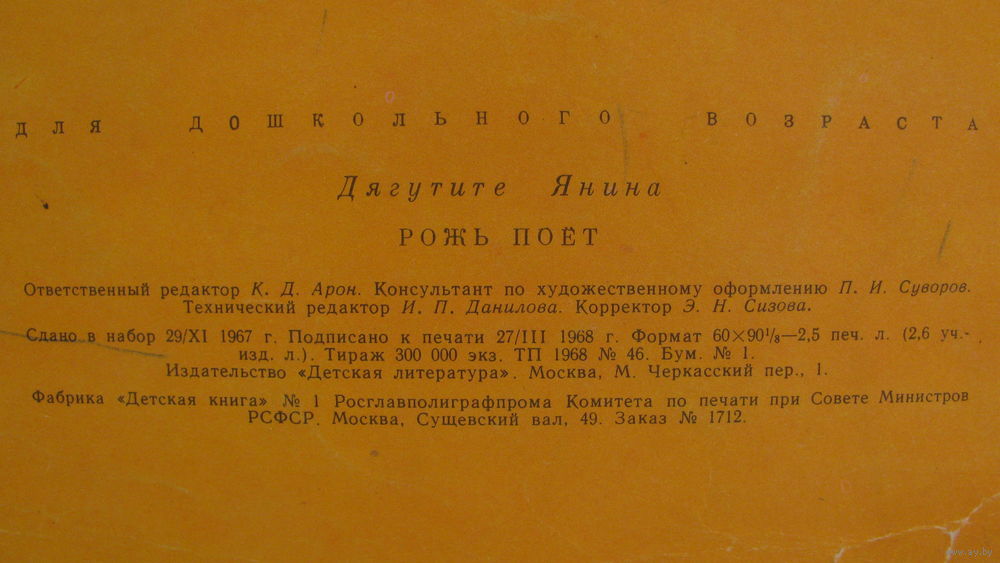 ДЛЯ ДОШКОЛЬНОГО ВОЗРАСТА
Дягутите Янина
РОЖЬ ПОЁТ
Ответственный редактор К. Д. Арон. Консультант по художественному оформлению П. И. Суворов.
Технический редактор И. П. Данилова. Корректор Э. Н. Сизова.
Сдано в набор 29/XI 1967 г. Подписано к печати 27/III 1968 г. Формат 60×90¹/₈—2,5 печ. л. (2,6 уч.-
изд. л.). Тираж 300 000 экз. ТП 1968 № 46. Бум. № 1.
Издательство «Детская литература». Москва, М. Черкасский пер., 1.
Фабрика «Детская книга» № 1 Росглавполиграфпрома Комитета по печати при Совете Министров
РСФСР. Москва, Сущевский вал, 49. Заказ № 1712.
www.ay.by